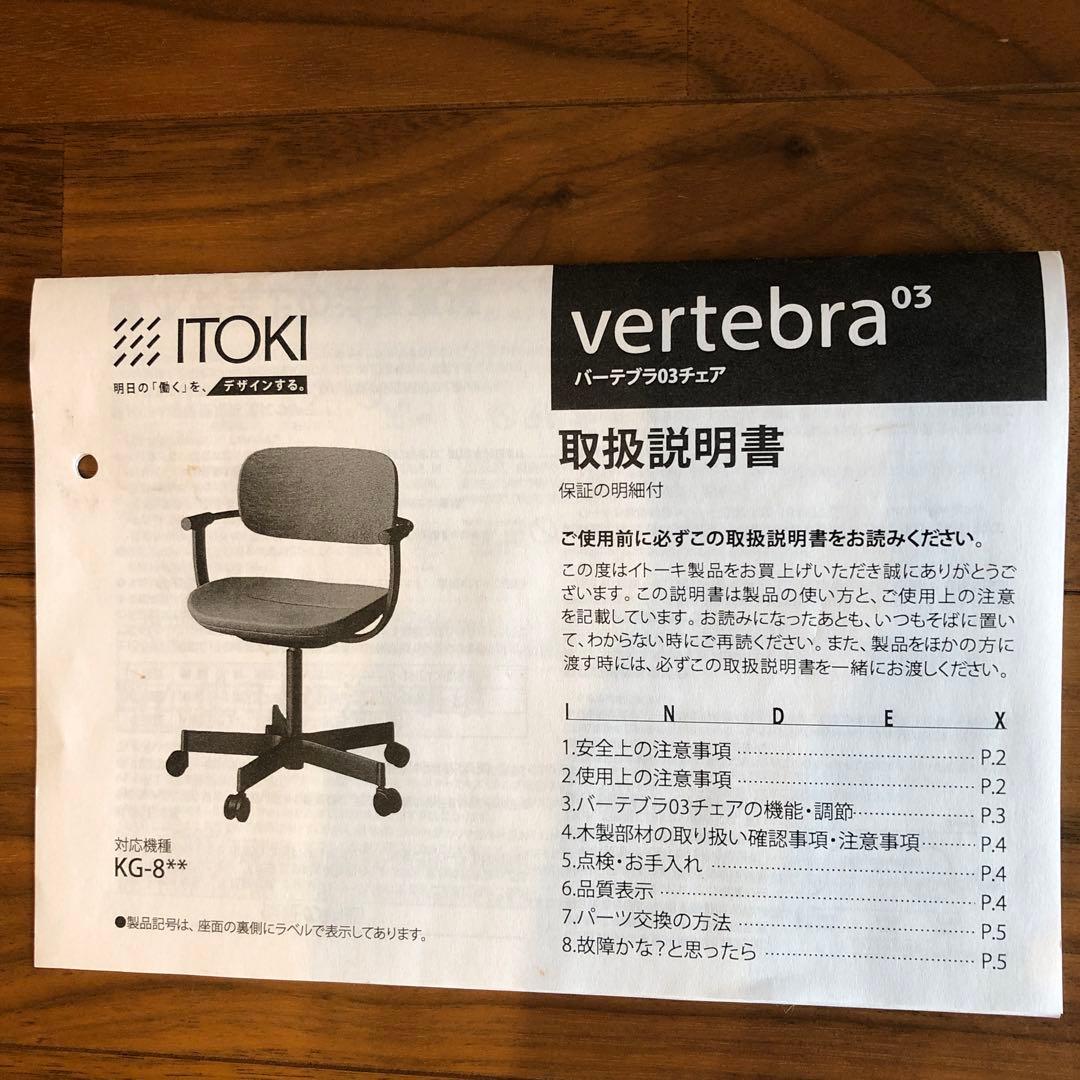 ITOKI
明日の「働く」を、デザインする。
対応機種
KG-8**
●製品記号は、座面の裏側にラベルで表示してあります。
vertebra03
バーテブラ03チェア
取扱説明書
保証の明細付
ご使用前に必ずこの取扱説明書をお読みください。
この度はイトーキ製品をお買上げいただき誠にありがとうご
ざいます。この説明書は製品の使い方と、ご使用上の注意
を記載しています。お読みになったあとも、いつもそばに置い
て、わからない時にご再読ください。また、製品をほかの方に
渡す時には、必ずこの取扱説明書を一緒にお渡しください。
I N D E X
1.安全上の注意事項 P.2
2.使用上の注意事項 P.2
3.バーテブラ03チェアの機能・調節 P.3
4.木製部材の取り扱い確認事項・注意事項 P.4
5.点検・お手入れ P.4
6.品質表示 P.4
7.パーツ交換の方法 P.5
8.故障かな?と思ったら P.5